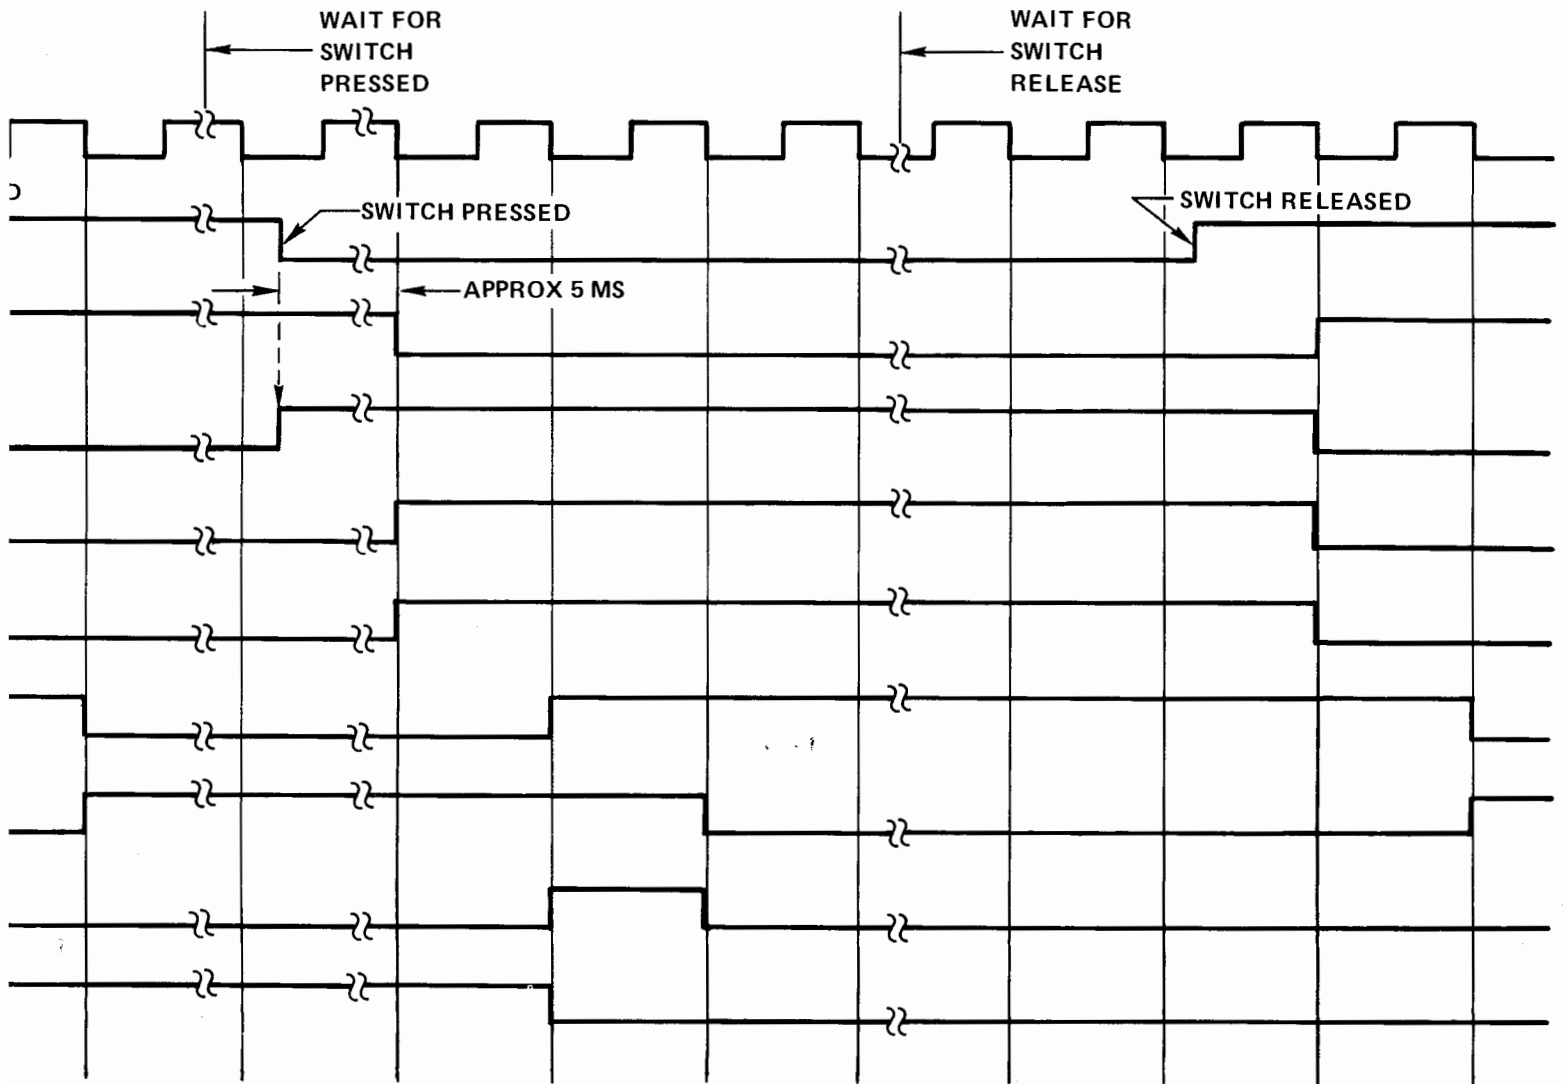 WAIT FOR
SWITCH
PRESSED
WAIT FOR
SWITCH
RELEASE
SWITCH PRESSED
SWITCH RELEASED
APPROX 5 MS